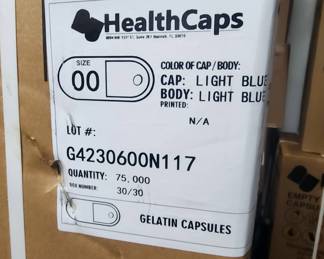 HealthCaps
SIZE
00
COLOR OF CAP/BODY:
CAP: LIGHT BLUE
BODY: LIGHT BLUE
PRINTED:
N/A
LOT #:
G4230600N117
QUANTITY: 75,000
BOX NUMBER: 30/30
GELATIN CAPSULES
EMPTY